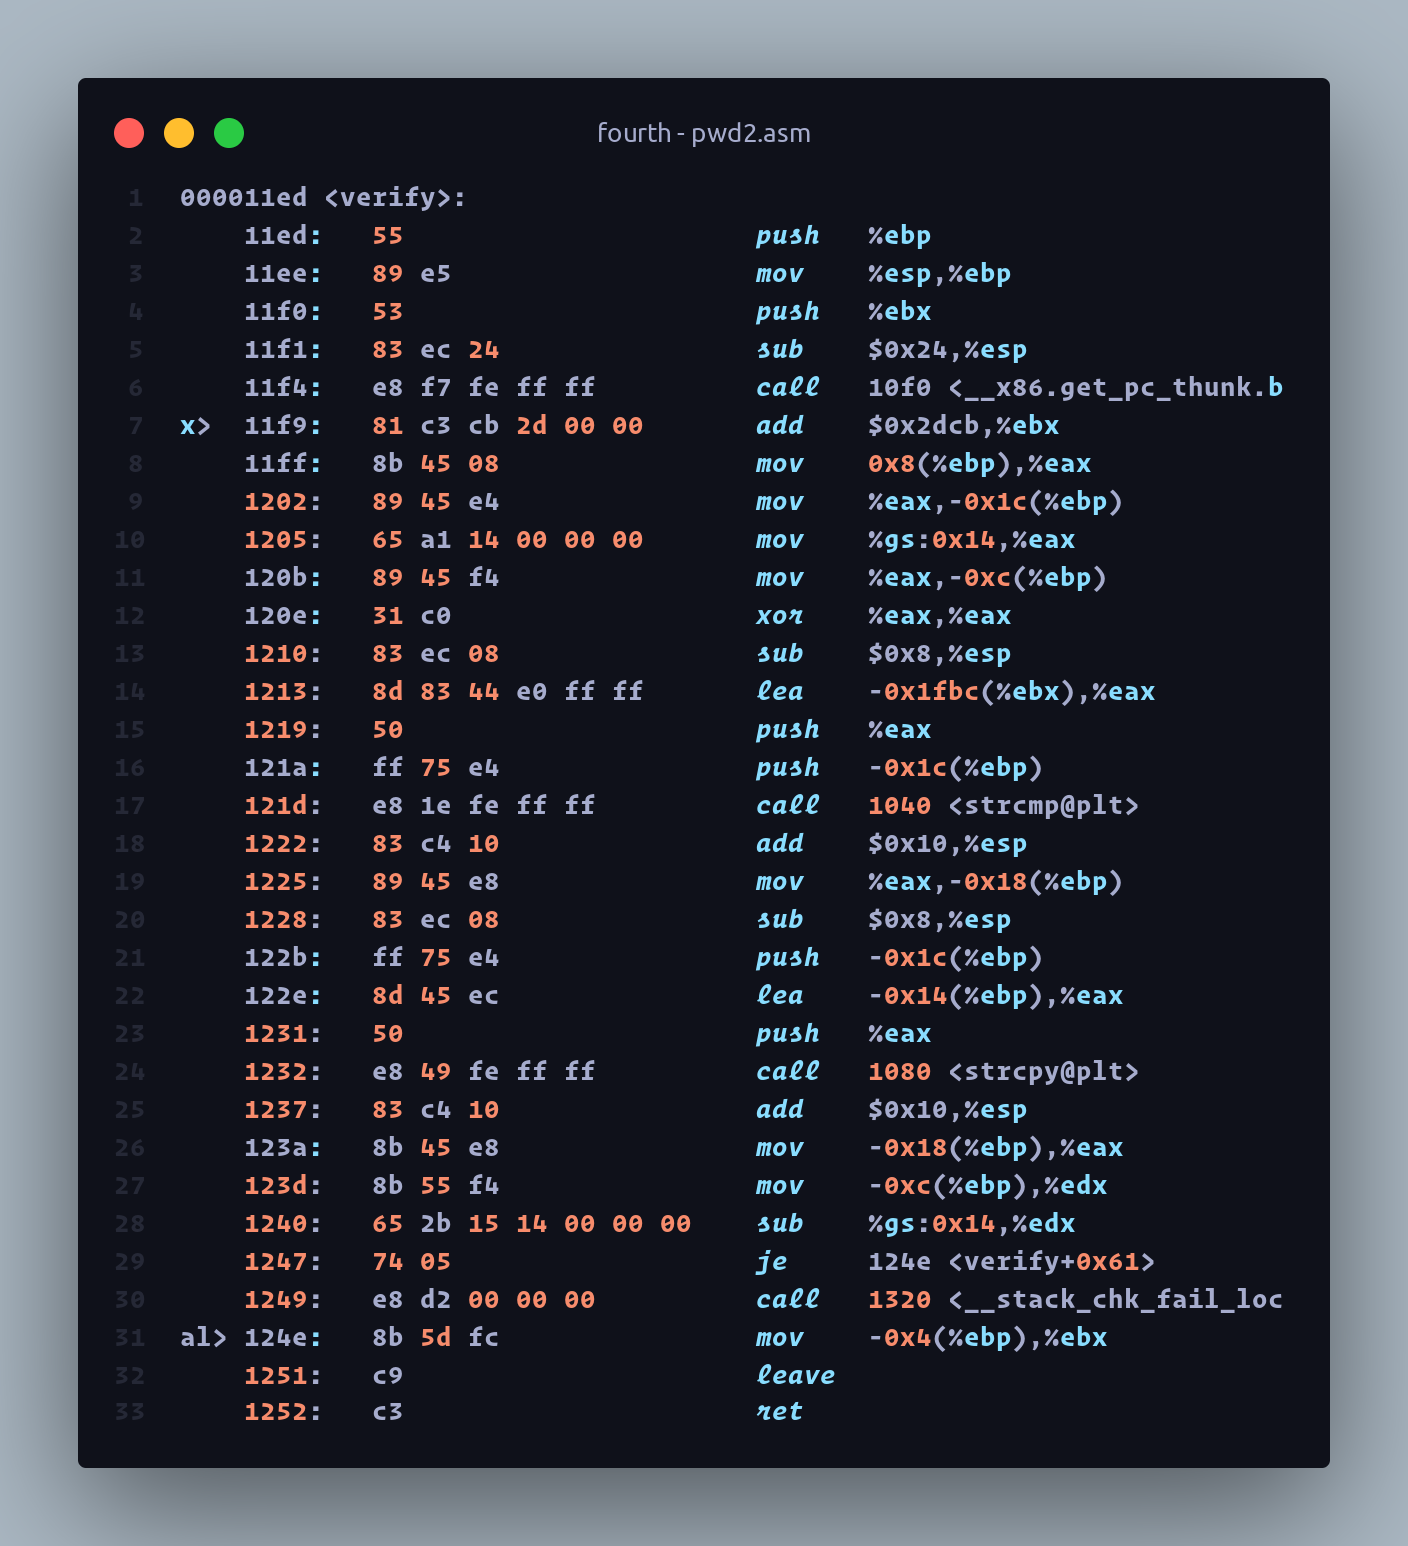 fourth - pwd2.asm
1 000011ed <verify>:
2 11ed: 55 push %ebp
3 11ee: 89 e5 mov %esp,%ebp
4 11f0: 53 push %ebx
5 11f1: 83 ec 24 sub $0x24,%esp
6 11f4: e8 f7 fe ff ff call 10f0 <__x86.get_pc_thunk.b
7 x> 11f9: 81 c3 cb 2d 00 00 add $0x2dcb,%ebx
8 11ff: 8b 45 08 mov 0x8(%ebp),%eax
9 1202: 89 45 e4 mov %eax,-0x1c(%ebp)
10 1205: 65 a1 14 00 00 00 mov %gs:0x14,%eax
11 120b: 89 45 f4 mov %eax,-0xc(%ebp)
12 120e: 31 c0 xor %eax,%eax
13 1210: 83 ec 08 sub $0x8,%esp
14 1213: 8d 83 44 e0 ff ff lea -0x1fbc(%ebx),%eax
15 1219: 50 push %eax
16 121a: ff 75 e4 push -0x1c(%ebp)
17 121d: e8 1e fe ff ff call 1040 <strcmp@plt>
18 1222: 83 c4 10 add $0x10,%esp
19 1225: 89 45 e8 mov %eax,-0x18(%ebp)
20 1228: 83 ec 08 sub $0x8,%esp
21 122b: ff 75 e4 push -0x1c(%ebp)
22 122e: 8d 45 ec lea -0x14(%ebp),%eax
23 1231: 50 push %eax
24 1232: e8 49 fe ff ff call 1080 <strcpy@plt>
25 1237: 83 c4 10 add $0x10,%esp
26 123a: 8b 45 e8 mov -0x18(%ebp),%eax
27 123d: 8b 55 f4 mov -0xc(%ebp),%edx
28 1240: 65 2b 15 14 00 00 00 sub %gs:0x14,%edx
29 1247: 74 05 je 124e <verify+0x61>
30 1249: e8 d2 00 00 00 call 1320 <__stack_chk_fail_loc
31 al> 124e: 8b 5d fc mov -0x4(%ebp),%ebx
32 1251: c9 leave
33 1252: c3 ret